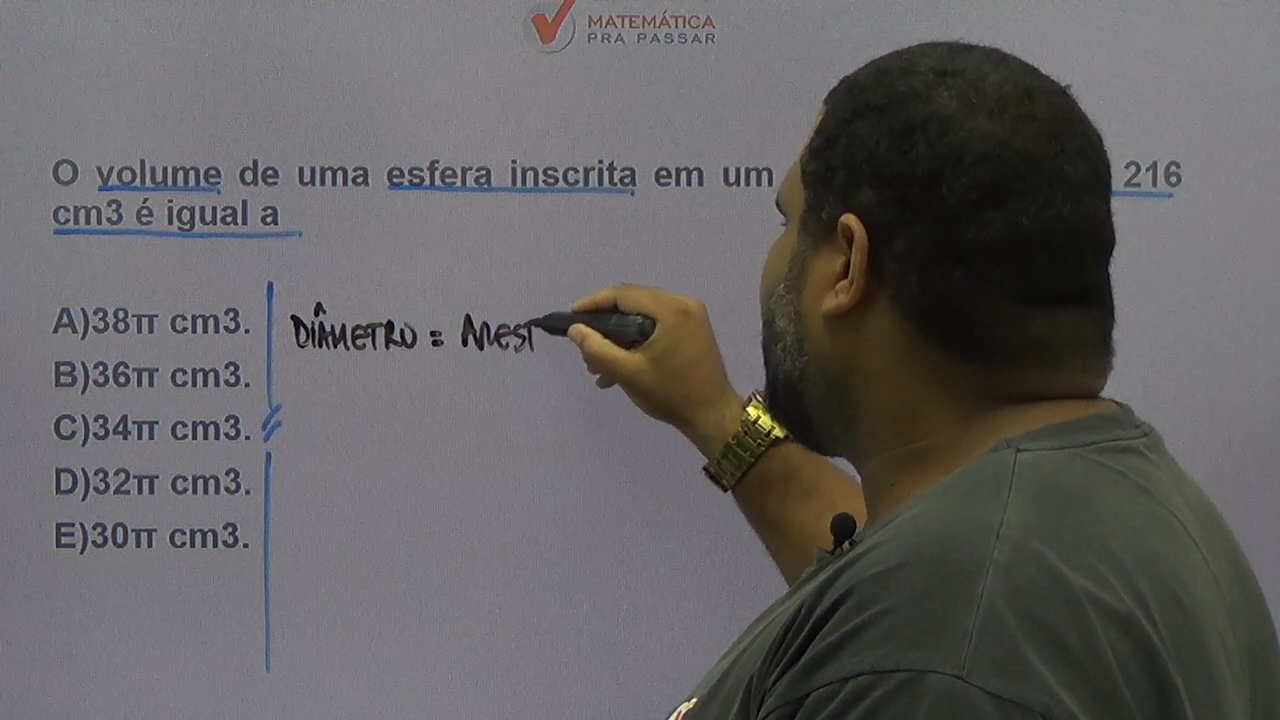 MATEMÁTICA
PRA PASSAR
O volume de uma esfera inscrita em um 216
cm3 é igual a
A)38π cm3.
B)36π cm3.
C)34π cm3.
D)32π cm3.
E)30π cm3.
DIÂMETRO = AREST